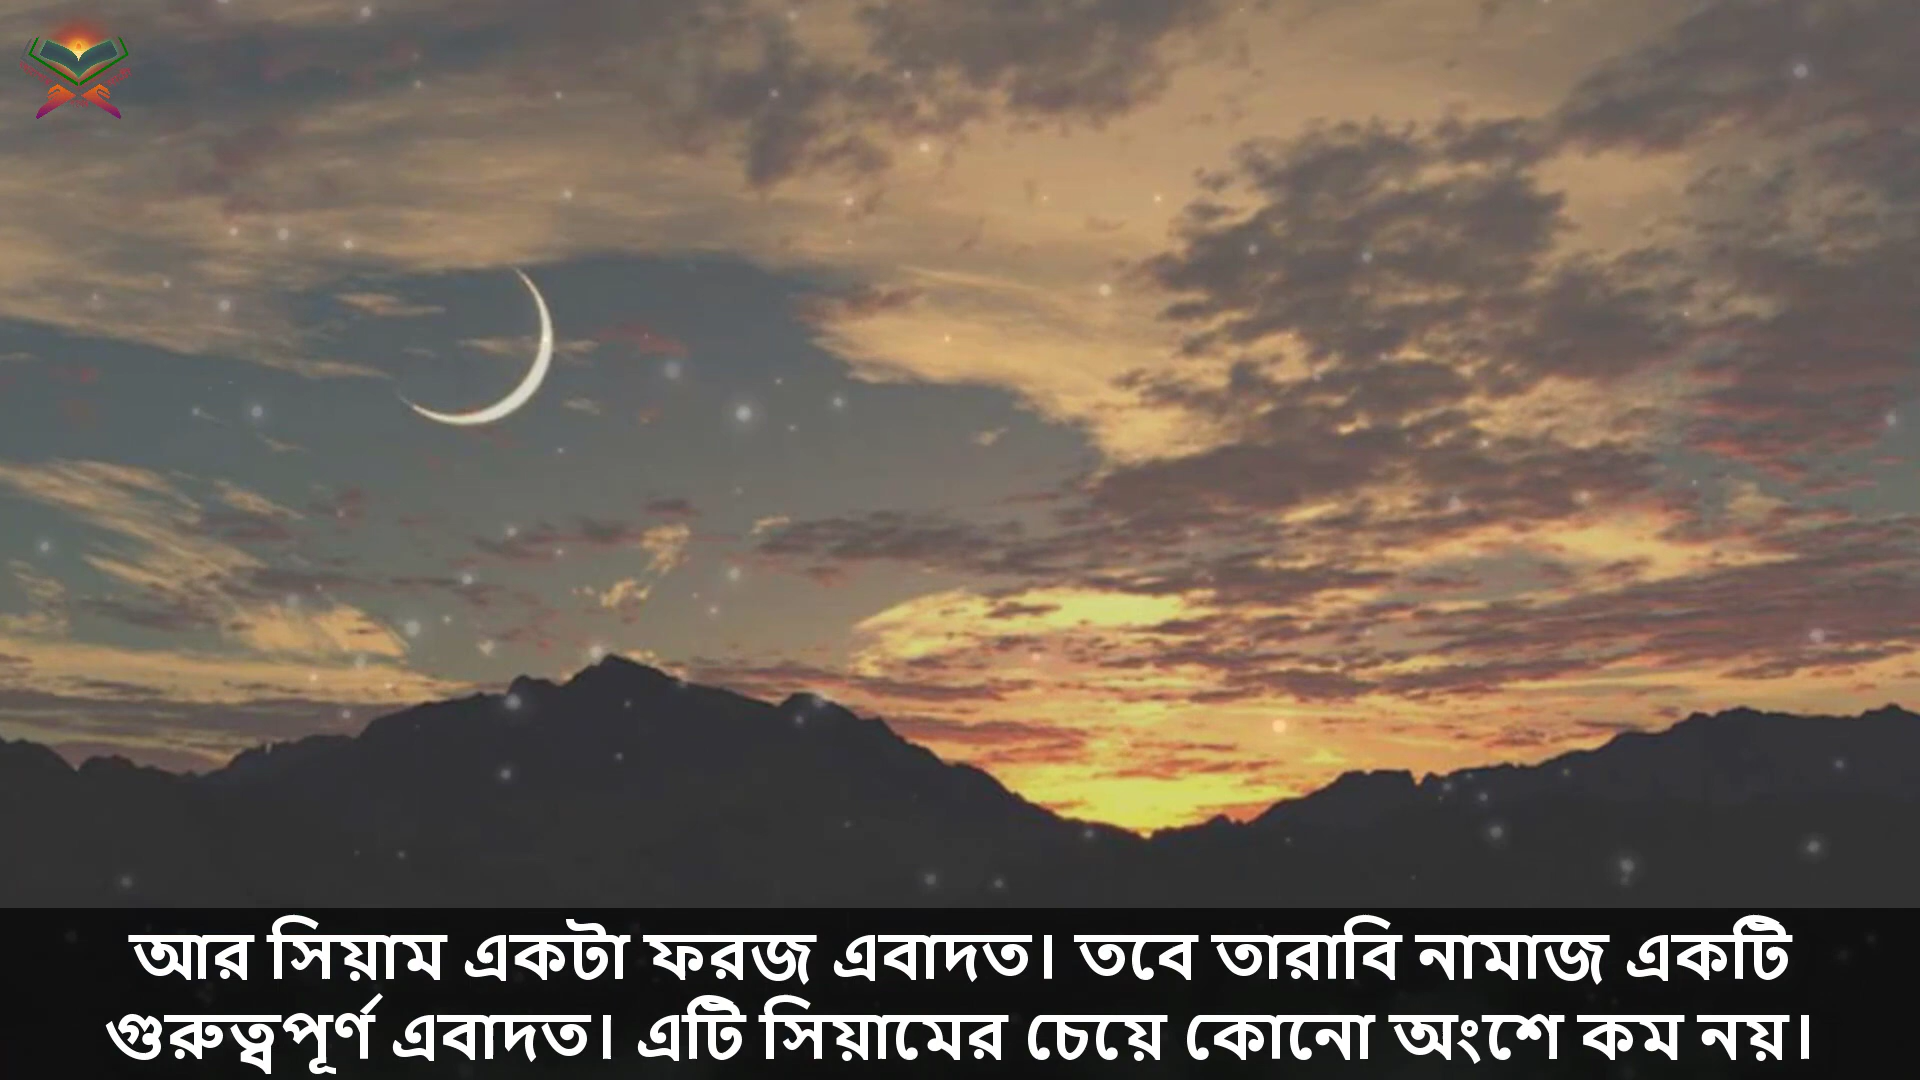 আর সিয়াম একটা ফরজ এবাদত। তবে তারাবি নামাজ একটি
গুরুত্বপূর্ণ এবাদত। এটি সিয়ামের চেয়ে কোনো অংশে কম নয়।